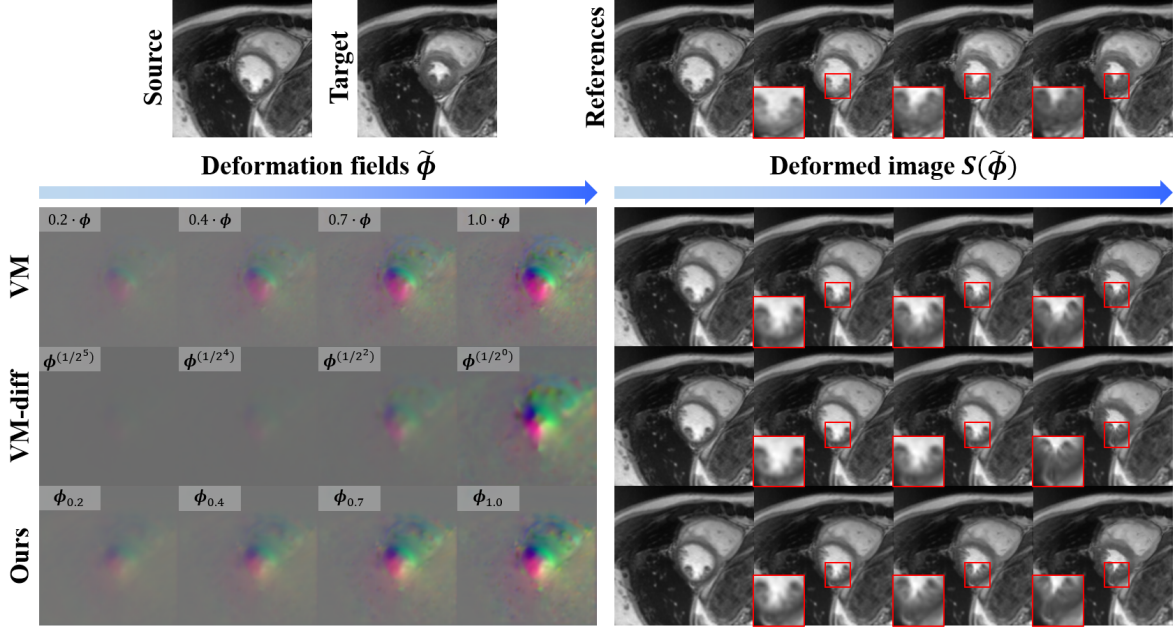 Source
Target
References
Deformation fields ϕ̃
Deformed image S(ϕ̃)
VM
0.2 · ϕ
0.4 · ϕ
0.7 · ϕ
1.0 · ϕ
VM-diff
ϕ^(1/2^5)
ϕ^(1/2^4)
ϕ^(1/2^2)
ϕ^(1/2^0)
Ours
ϕ_0.2
ϕ_0.4
ϕ_0.7
ϕ_1.0